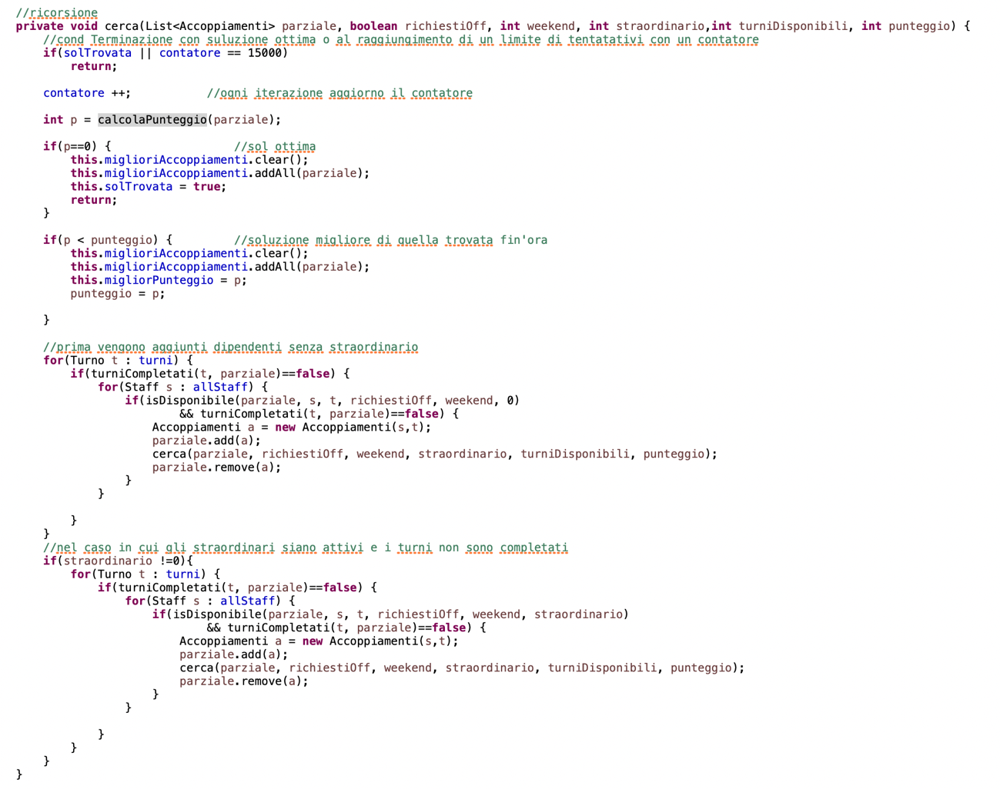 //ricorsione
private void cerca(List<Accoppiamenti> parziale, boolean richiestiOff, int weekend, int straordinario,int turniDisponibili, int punteggio) {
    //cond Terminazione con suluzione ottima o al raggiungimento di un limite di tentatativi con un contatore
    if(solTrovata || contatore == 15000)
        return;

    contatore ++;           //ogni iterazione aggiorno il contatore

    int p = calcolaPunteggio(parziale);

    if(p==0) {                  //sol ottima
        this.miglioriAccoppiamenti.clear();
        this.miglioriAccoppiamenti.addAll(parziale);
        this.solTrovata = true;
        return;
    }

    if(p < punteggio) {         //soluzione migliore di quella trovata fin'ora
        this.miglioriAccoppiamenti.clear();
        this.miglioriAccoppiamenti.addAll(parziale);
        this.migliorPunteggio = p;
        punteggio = p;

    }

    //prima vengono aggiunti dipendenti senza straordinario
    for(Turno t : turni) {
        if(turniCompletati(t, parziale)==false) {
            for(Staff s : allStaff) {
                if(isDisponibile(parziale, s, t, richiestiOff, weekend, 0)
                        && turniCompletati(t, parziale)==false) {
                    Accoppiamenti a = new Accoppiamenti(s,t);
                    parziale.add(a);
                    cerca(parziale, richiestiOff, weekend, straordinario, turniDisponibili, punteggio);
                    parziale.remove(a);
                }
            }

        }
    }
    //nel caso in cui gli straordinari siano attivi e i turni non sono completati
    if(straordinario !=0){
        for(Turno t : turni) {
            if(turniCompletati(t, parziale)==false) {
                for(Staff s : allStaff) {
                    if(isDisponibile(parziale, s, t, richiestiOff, weekend, straordinario)
                            && turniCompletati(t, parziale)==false) {
                        Accoppiamenti a = new Accoppiamenti(s,t);
                        parziale.add(a);
                        cerca(parziale, richiestiOff, weekend, straordinario, turniDisponibili, punteggio);
                        parziale.remove(a);
                    }
                }

            }
        }
    }
}